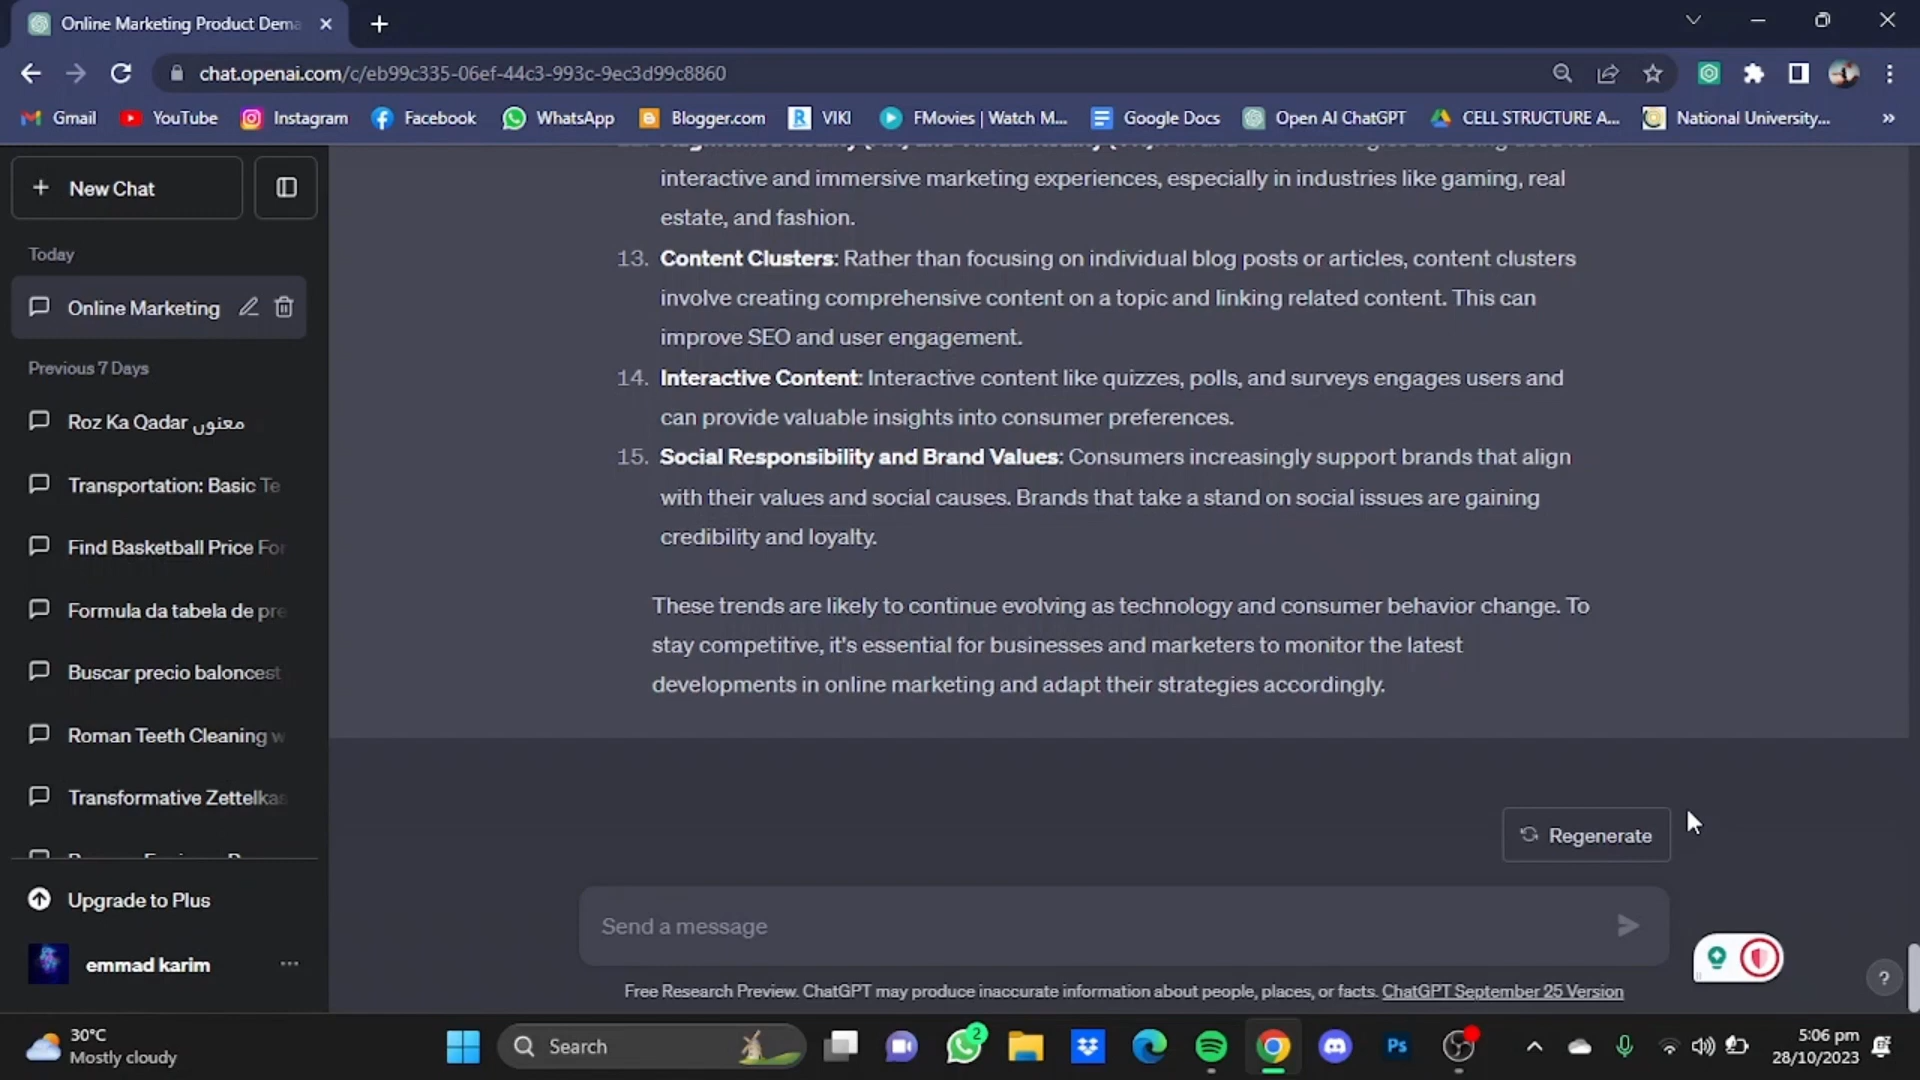 Online Marketing Product Dema
chat.openai.com/c/eb99c335-06ef-44c3-993c-9ec3d99c8860
Gmail
YouTube
Instagram
Facebook
WhatsApp
Blogger.com
VIKI
FMovies | Watch M...
Google Docs
Open AI ChatGPT
CELL STRUCTURE A...
National University...
New Chat
Today
Online Marketing
Previous 7 Days
Roz Ka Qadar معنوں
Transportation: Basic Te
Find Basketball Price For
Formula da tabela de pre
Buscar precio baloncest
Roman Teeth Cleaning w
Transformative Zettelkas
Upgrade to Plus
emmad karim
interactive and immersive marketing experiences, especially in industries like gaming, real
estate, and fashion.
13. Content Clusters: Rather than focusing on individual blog posts or articles, content clusters
involve creating comprehensive content on a topic and linking related content. This can
improve SEO and user engagement.
14. Interactive Content: Interactive content like quizzes, polls, and surveys engages users and
can provide valuable insights into consumer preferences.
15. Social Responsibility and Brand Values: Consumers increasingly support brands that align
with their values and social causes. Brands that take a stand on social issues are gaining
credibility and loyalty.
These trends are likely to continue evolving as technology and consumer behavior change. To
stay competitive, it's essential for businesses and marketers to monitor the latest
developments in online marketing and adapt their strategies accordingly.
Regenerate
Send a message
Free Research Preview. ChatGPT may produce inaccurate information about people, places, or facts. ChatGPT September 25 Version
?
30°C
Mostly cloudy
Search
2
Ps
5:06 pm
28/10/2023